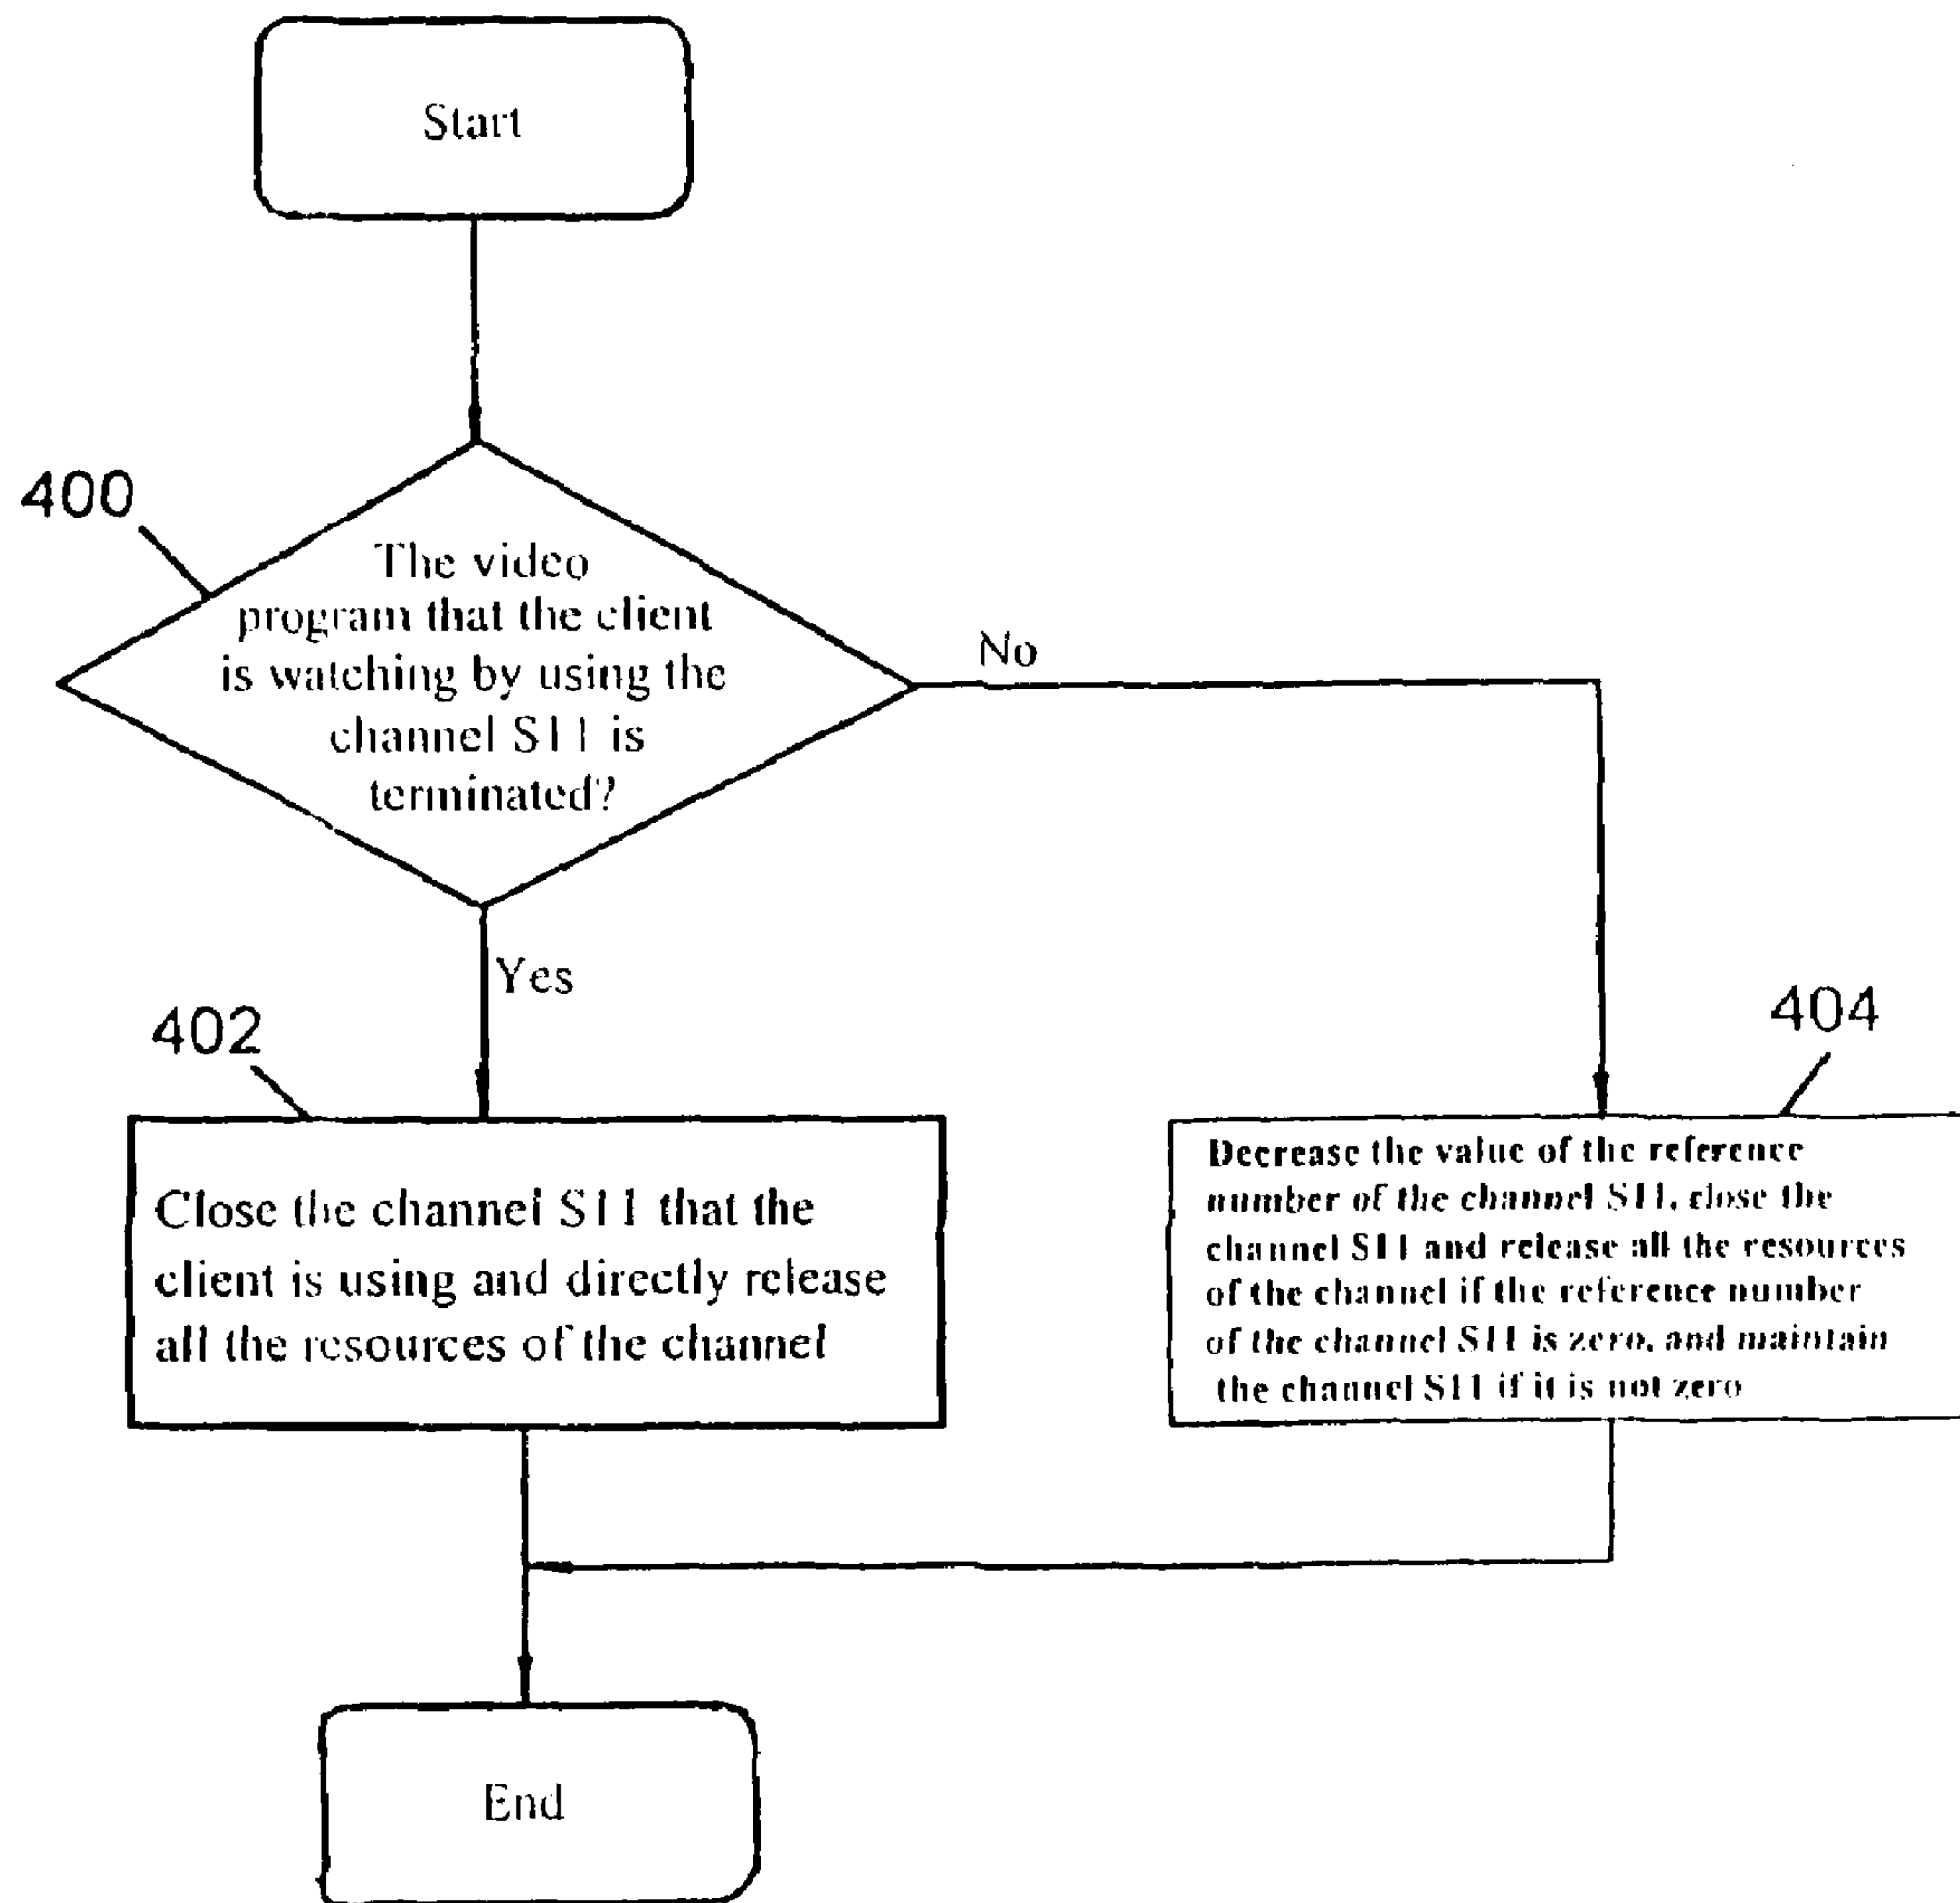 Start
400
The video
program that the client
is watching by using the
channel S11 is
terminated?
No
Yes
402
404
Close the channel S11 that the
client is using and directly release
all the resources of the channel
Decrease the value of the reference
number of the channel S11, close the
channel S11 and release all the resources
of the channel if the reference number
of the channel S11 is zero, and maintain
the channel S11 if it is not zero
End